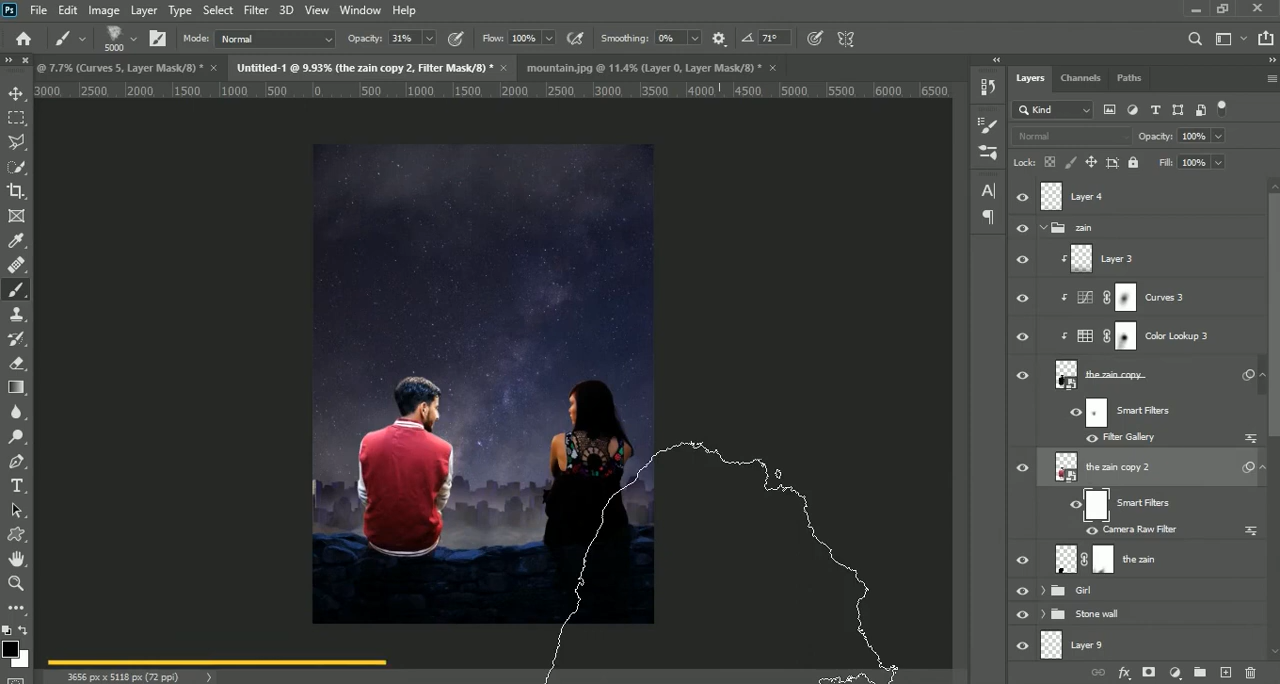 Ps File Edit Image Layer Type Select Filter 3D View Window Help
5000 Mode: Normal Opacity: 31% Flow: 100% Smoothing: 0% 71°
@ 7.7% (Curves 5, Layer Mask/8) * × Untitled-1 @ 9.93% (the zain copy 2, Filter Mask/8) * × mountain.jpg @ 11.4% (Layer 0, Layer Mask/8) * ×
3000 2500 2000 1500 1000 500 0 500 1000 1500 2000 2500 3000 3500 4000 4500 5000 5500 6000 6500
Layers Channels Paths
Kind
Normal Opacity: 100%
Lock: Fill: 100%
Layer 4
zain
Layer 3
Curves 3
Color Lookup 3
the zain copy
Smart Filters
Filter Gallery
the zain copy 2
Smart Filters
Camera Raw Filter
the zain
Girl
Stone wall
Layer 9
3656 px x 5118 px (72 ppi)